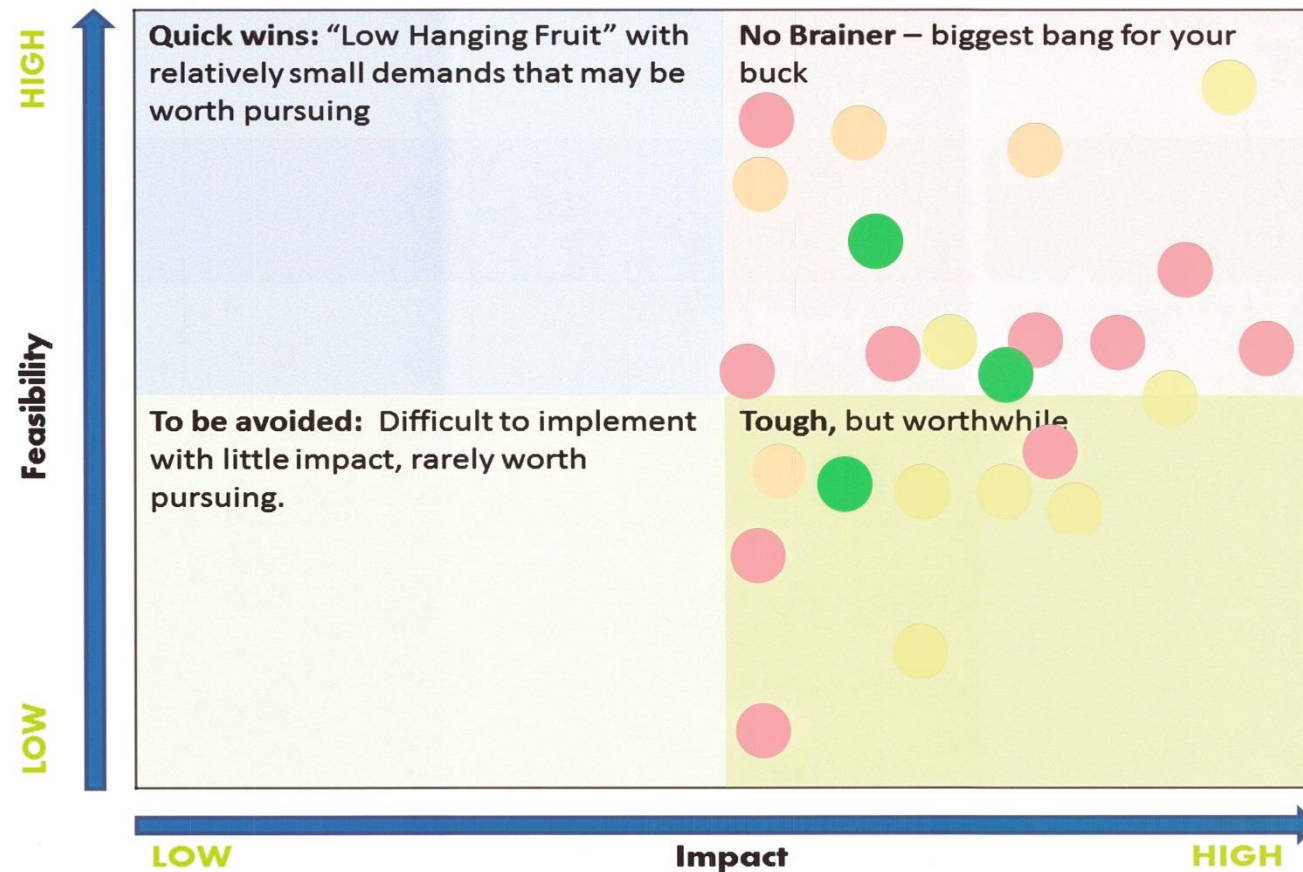 HIGH
Quick wins: “Low Hanging Fruit” with
relatively small demands that may be
worth pursuing
No Brainer – biggest bang for your
buck
Feasibility
To be avoided: Difficult to implement
with little impact, rarely worth
pursuing.
Tough, but worthwhile
LOW
LOW
Impact
HIGH